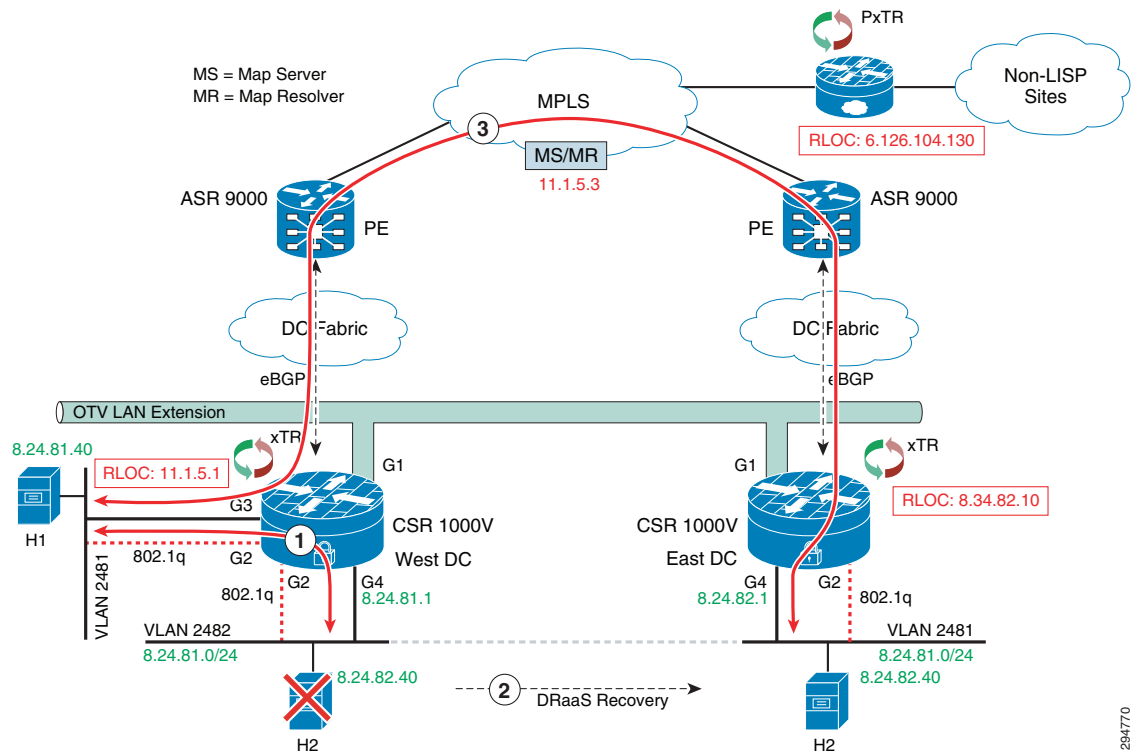 PxTR
MS = Map Server
MR = Map Resolver
MPLS
Non-LISP
Sites
3
MS/MR
11.1.5.3
RLOC: 6.126.104.130
ASR 9000
PE
ASR 9000
PE
DC Fabric
DC Fabric
eBGP
eBGP
OTV LAN Extension
8.24.81.40
xTR
xTR
RLOC: 11.1.5.1
G1
G1
RLOC: 8.34.82.10
G3
H1
CSR 1000V
West DC
CSR 1000V
East DC
1
802.1q
G2
G2
G4
G4
G2
802.1q
8.24.81.1
8.24.82.1
802.1q
VLAN 2481
VLAN 2482
VLAN 2481
8.24.81.0/24
8.24.81.0/24
8.24.82.40
8.24.82.40
2
DRaaS Recovery
H2
H2
294770